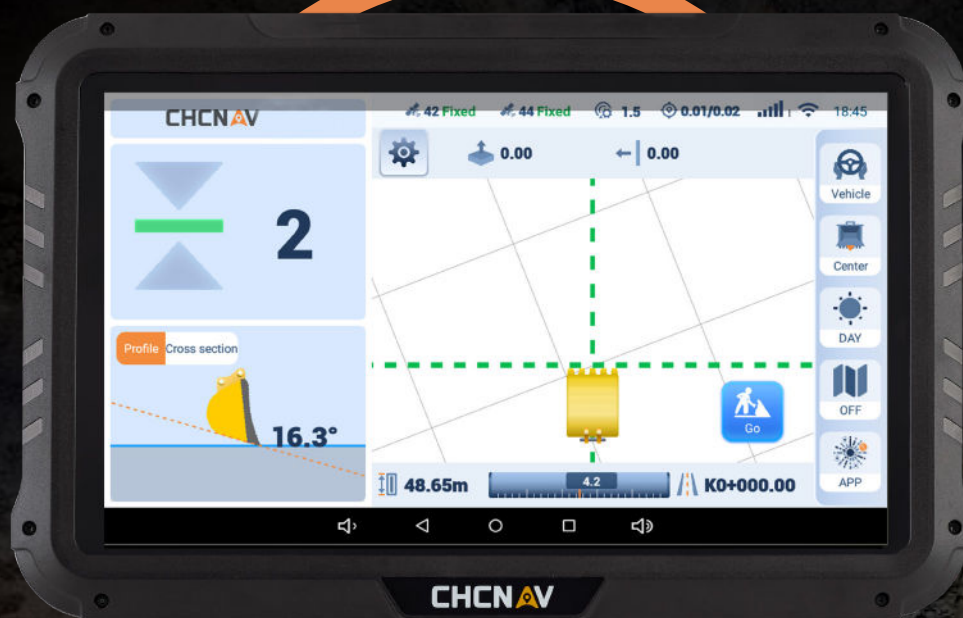 CHCNAV
42 Fixed 44 Fixed 1.5 0.01/0.02 18:45
0.00 0.00
2
Vehicle
Center
DAY
OFF
APP
Profile Cross section
16.3°
Go
48.65m 4.2 K0+000.00
CHCNAV